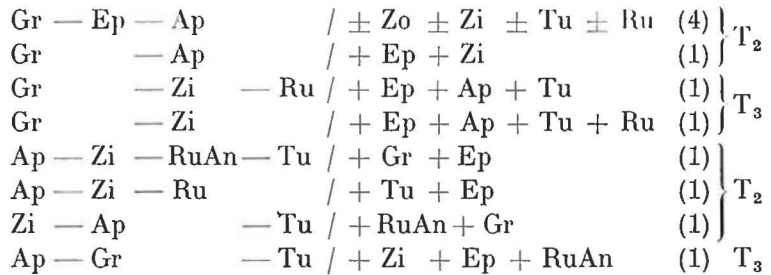 Gr — Ep — Ap / ± Zo ± Zi ± Tu ± Ru (4) } T₂
Gr — Ap / + Ep + Zi (1)
Gr — Zi — Ru / + Ep + Ap + Tu (1) } T₃
Gr — Zi / + Ep + Ap + Tu + Ru (1)
Ap — Zi — RuAn — Tu / + Gr + Ep (1) } T₂
Ap — Zi — Ru / + Tu + Ep (1)
Zi — Ap — Tu / + RuAn + Gr (1)
Ap — Gr — Tu / + Zi + Ep + RuAn (1) T₃